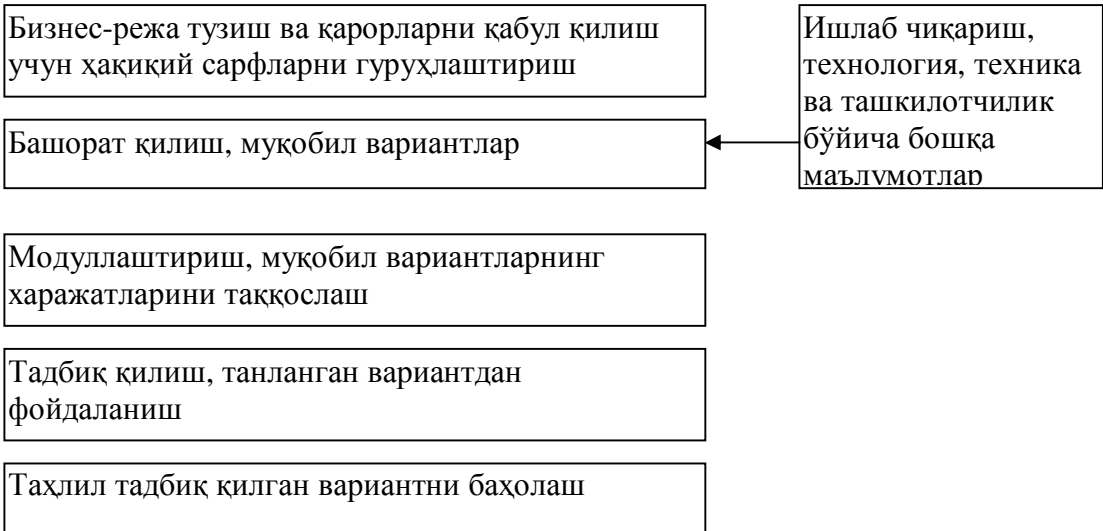 Бизнес-режа тузиш ва қарорларни қабул қилиш
учун ҳақиқий сарфларни гуруҳлаштириш
Башорат қилиш, муқобил вариантлар
Ишлаб чиқариш,
технология, техника
ва ташкилотчилик
бўйича бошқа
маълумотлар
Модуллаштириш, муқобил вариантларнинг
харажатларини таққослаш
Тадбиқ қилиш, танланган вариантдан
фойдаланиш
Таҳлил тадбиқ қилган вариантни баҳолаш